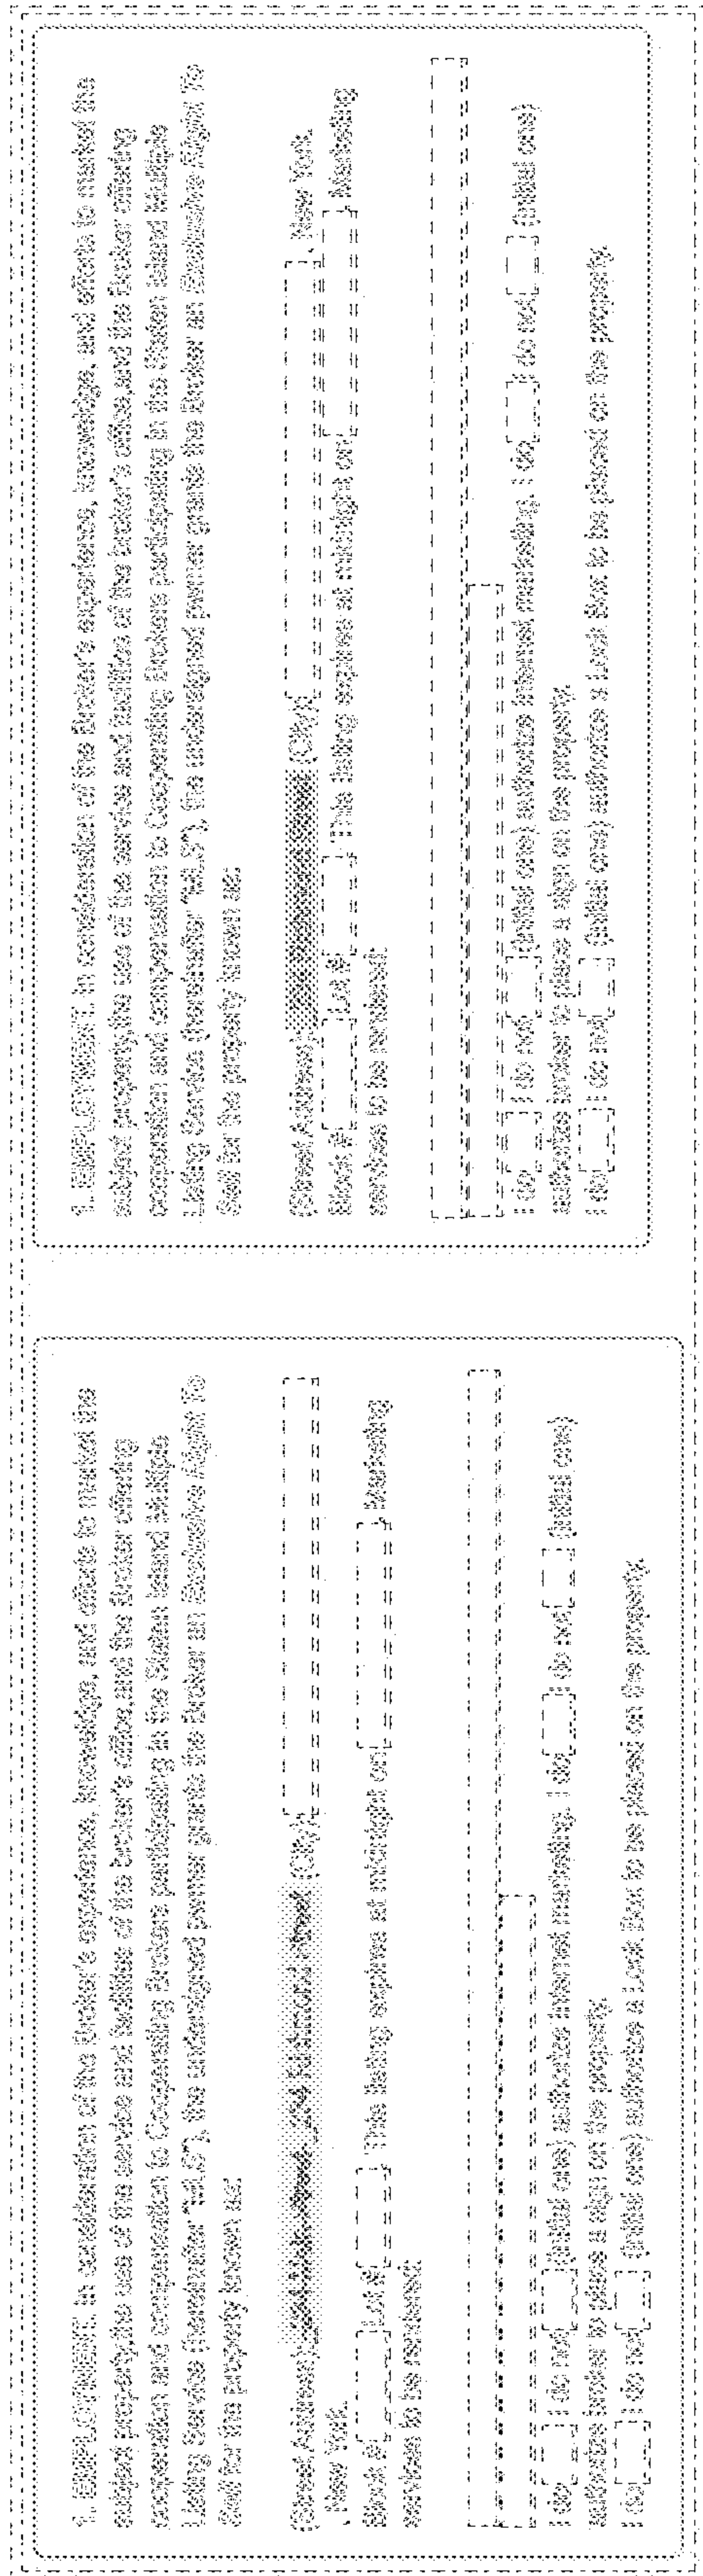 1. EMPLOYMENT. In consideration of the Broker's experience, knowledge, and efforts to market the
subject property,the use of the service and facilities of the broker's office,and the Broker offering
cooperation and compensation to Cooperating Brokers participating in the Staten Island Multiple
Listing Service (hereinafter "MLS"), the undersigned owner grants the Broker an Exclusive Right To
Sell for the property known as:
(Street Address) (City)
, New York.
Block # Lot # This listing expires at midnight on Marketing
services to be rendered:
I do I do not (initial one) authorize Internet marketing. I do I do not (initial one)
authorize broker to place a sign on the property.
I do I do not (initial one) authorize a Lock Box to be placed on the property.
1. EMPLOYMENT. In consideration of the Broker's experience, knowledge, and efforts to market the
subject property,the use of the service and facilities of the broker's office,and the Broker offering
cooperation and compensation to Cooperating Brokers participating in the Staten Island Multiple
Listing Service (hereinafter "MLS"), the undersigned owner grants the Broker an Exclusive Right To
Sell for the property known as:
(Street Address) (City) , New York.
Block # Lot # This listing expires at midnight on Marketing
services to be rendered:
I do I do not (initial one) authorize Internet marketing. I do I do not (initial one)
authorize broker to place a sign on the property.
I do I do not (initial one) authorize a Lock Box to be placed on the property.